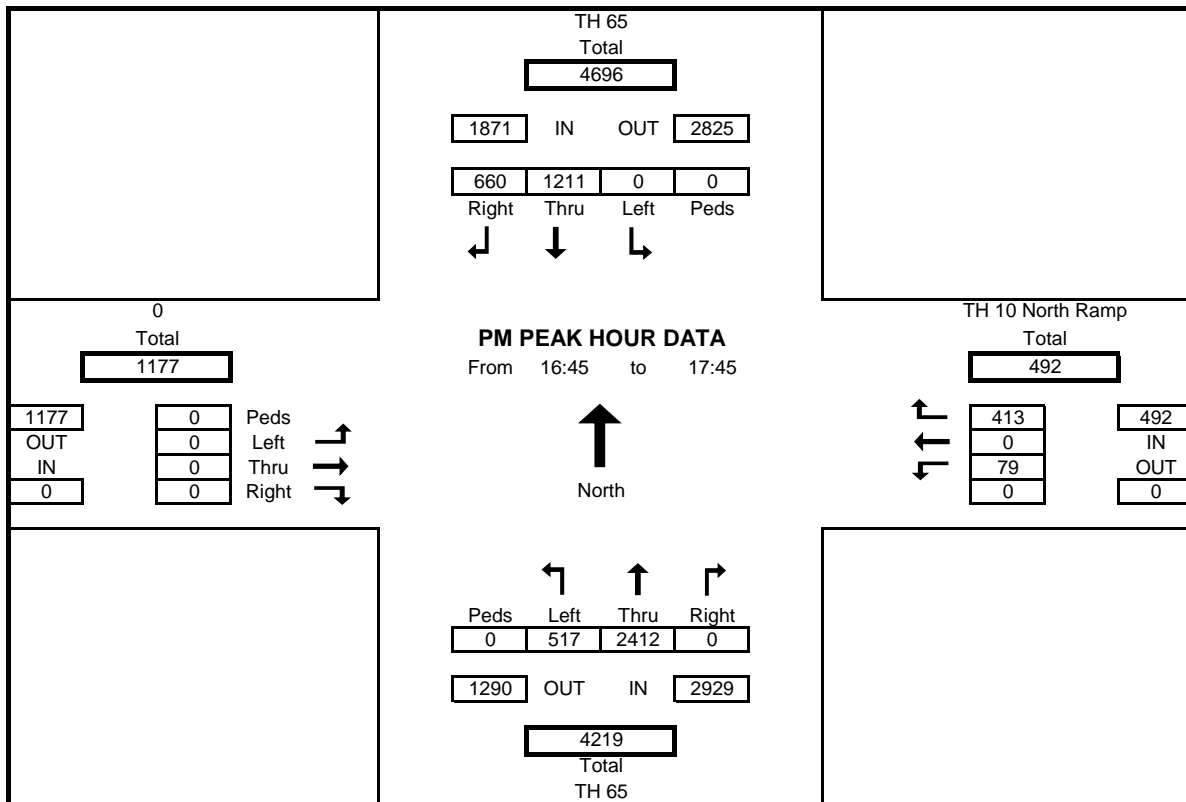 TH 65
Total
4696
1871 IN OUT 2825
660 1211 0 0
Right Thru Left Peds
0
Total
1177
1177 0 Peds
OUT 0 Left
IN 0 Thru
0 0 Right
PM PEAK HOUR DATA
From 16:45 to 17:45
North
TH 10 North Ramp
Total
492
413 492
0 IN
79 OUT
0 0
Peds Left Thru Right
0 517 2412 0
1290 OUT IN 2929
4219
Total
TH 65